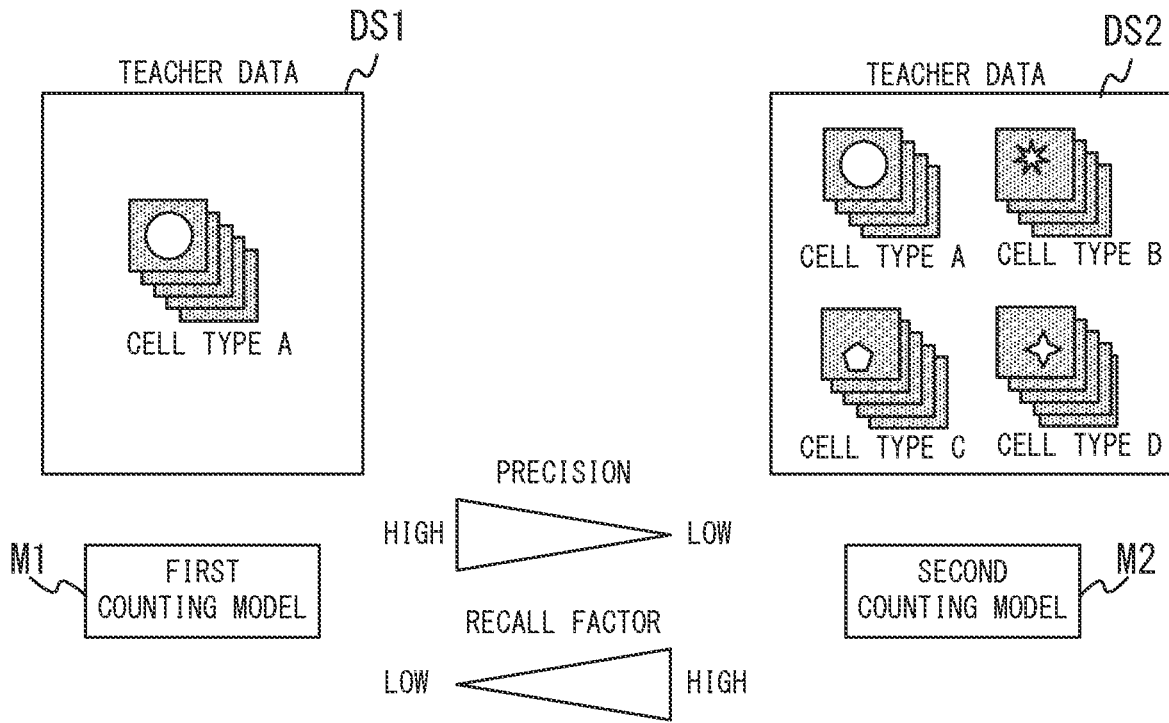 DS1
TEACHER DATA
CELL TYPE A
DS2
TEACHER DATA
CELL TYPE A
CELL TYPE B
CELL TYPE C
CELL TYPE D
PRECISION
HIGH
LOW
M1
FIRST
COUNTING MODEL
SECOND
COUNTING MODEL
M2
RECALL FACTOR
LOW
HIGH